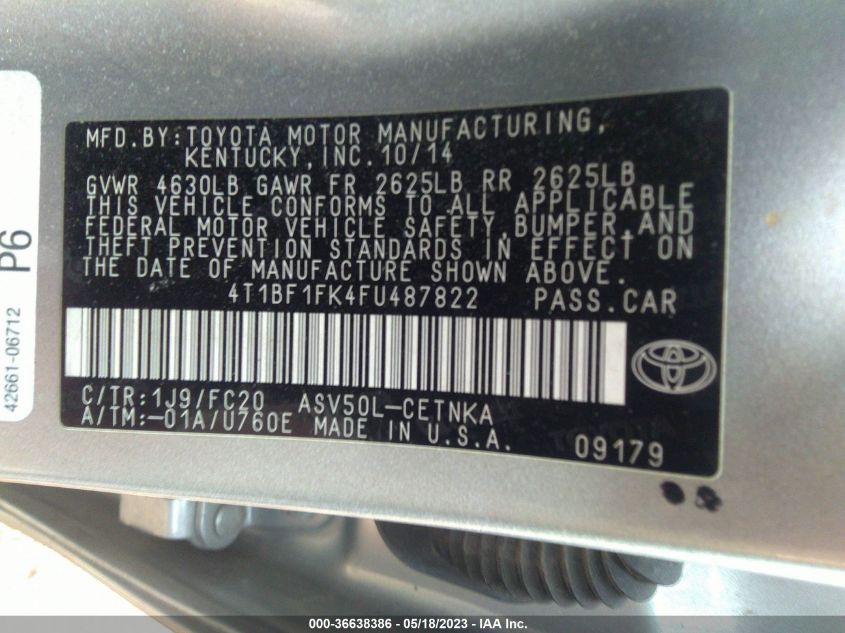 MFD.BY:TOYOTA MOTOR MANUFACTURING,
KENTUCKY,INC.10/14
GVWR 4630LB GAWR FR 2625LB RR 2625LB
THIS VEHICLE CONFORMS TO ALL APPLICABLE
FEDERAL MOTOR VEHICLE SAFETY,BUMPER,AND
THEFT PREVENTION STANDARDS IN EFFECT ON
THE DATE OF MANUFACTURE SHOWN ABOVE.
4T1BF1FK4FU487822 PASS.CAR
C/TR:1J9/FC20 ASV50L-CETNKA
A/TM:-01A/U760E MADE IN U.S.A.
09179
P6
42661-06712
000-36638386 - 05/18/2023 - IAA Inc.